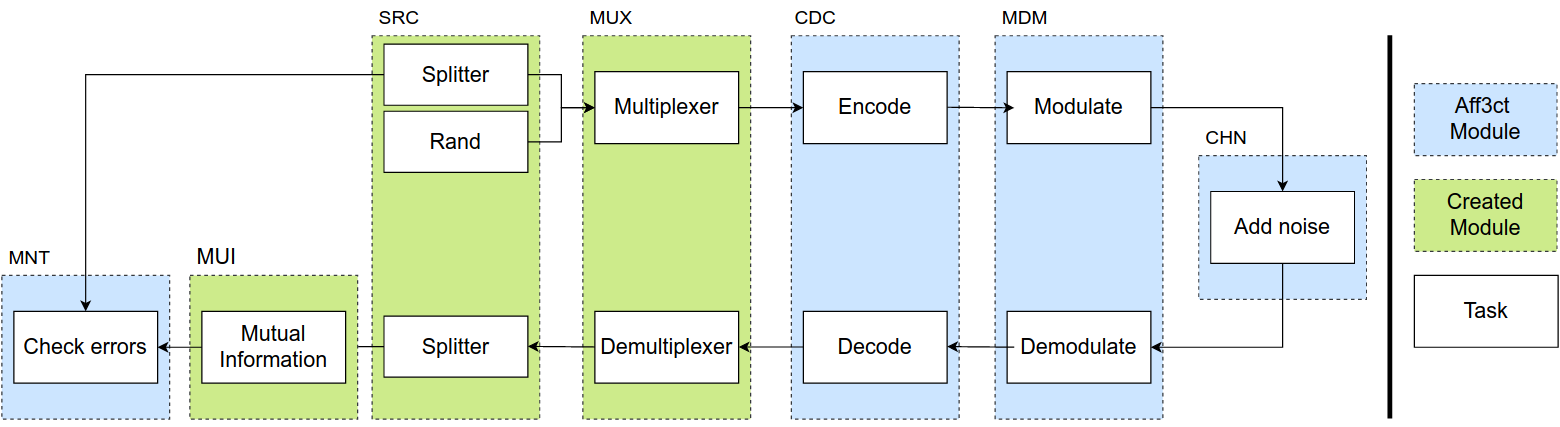 SRC
MUX
CDC
MDM
Splitter
Rand
Multiplexer
Encode
Modulate
CHN
Add noise
MNT
MUI
Check errors
Mutual
Information
Splitter
Demultiplexer
Decode
Demodulate
Aff3ct
Module
Created
Module
Task